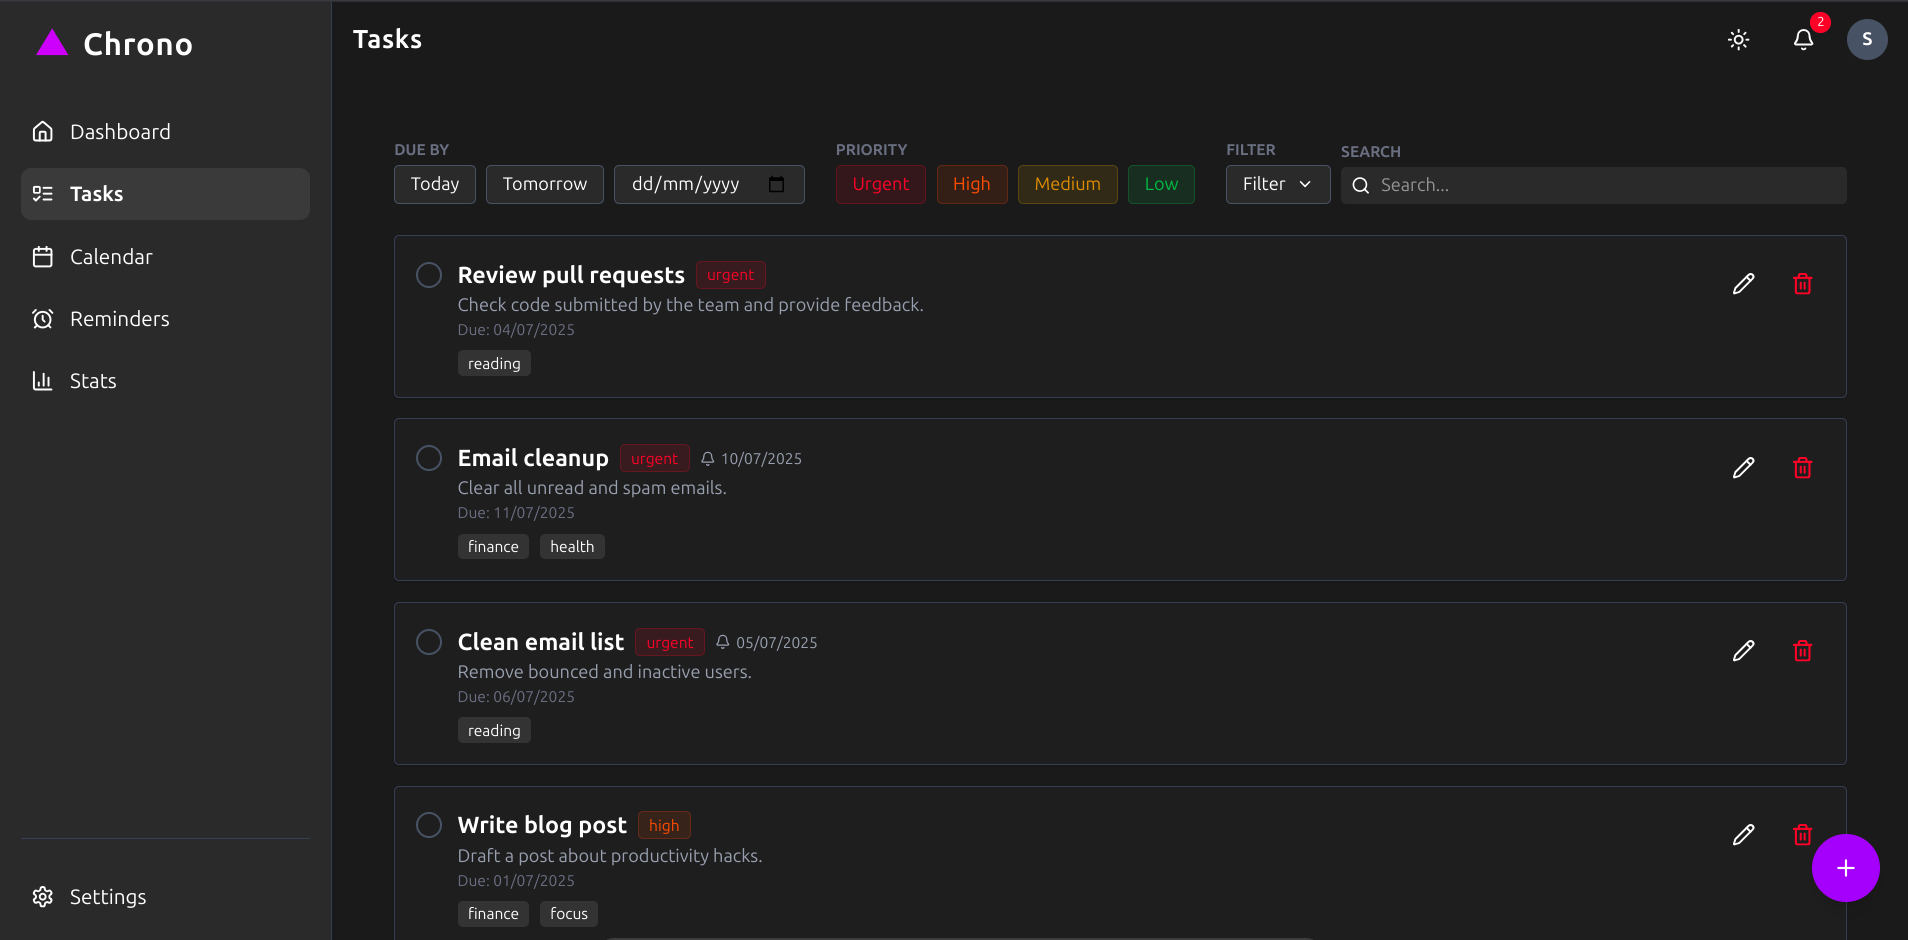 Chrono
Dashboard
Tasks
Calendar
Reminders
Stats
Settings
Tasks
2
S
DUE BY
Today
Tomorrow
dd/mm/yyyy
PRIORITY
Urgent
High
Medium
Low
FILTER
Filter
SEARCH
Search...
Review pull requests urgent
Check code submitted by the team and provide feedback.
Due: 04/07/2025
reading
Email cleanup urgent 10/07/2025
Clear all unread and spam emails.
Due: 11/07/2025
finance health
Clean email list urgent 05/07/2025
Remove bounced and inactive users.
Due: 06/07/2025
reading
Write blog post high
Draft a post about productivity hacks.
Due: 01/07/2025
finance focus